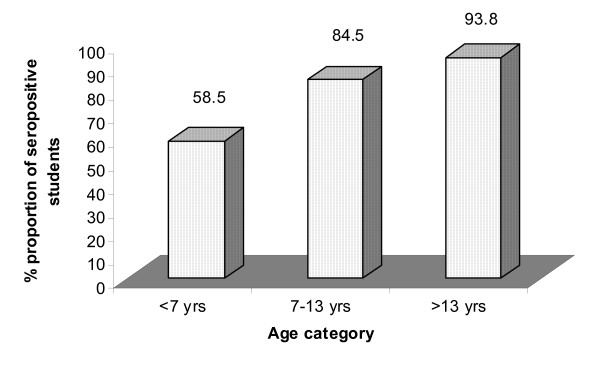 93.8
84.5
58.5
100
90
80
70
60
50
40
30
20
10
0
% proportion of seropositive
students
<7 yrs
7-13 yrs
>13 yrs
Age category